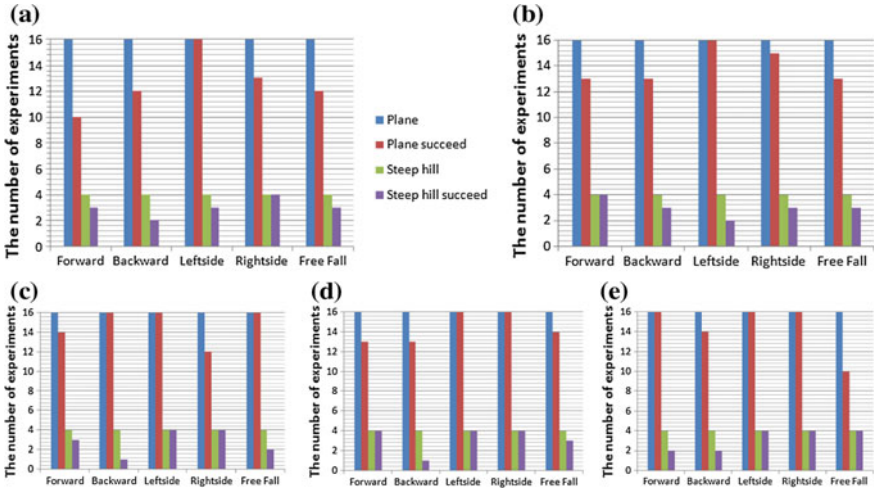 (a)
The number of experiments
16
14
12
10
8
6
4
2
0
Forward Backward Leftside Rightside Free Fall
Plane
Plane succeed
Steep hill
Steep hill succeed
(b)
The number of experiments
16
14
12
10
8
6
4
2
0
Forward Backward Leftside Rightside Free Fall
(c)
The number of experiments
16
14
12
10
8
6
4
2
0
Forward Backward Leftside Rightside Free Fall
(d)
The number of experiments
16
14
12
10
8
6
4
2
0
Forward Backward Leftside Rightside Free Fall
(e)
The number of experiments
16
14
12
10
8
6
4
2
0
Forward Backward Leftside Rightside Free Fall